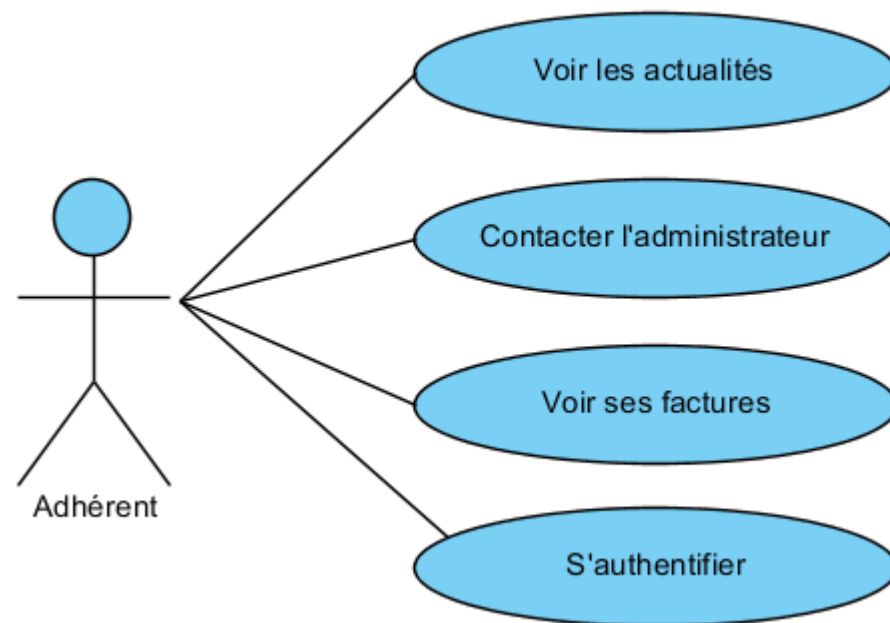 Voir les actualités
Contacter l'administrateur
Voir ses factures
Adhérent
S'authentifier